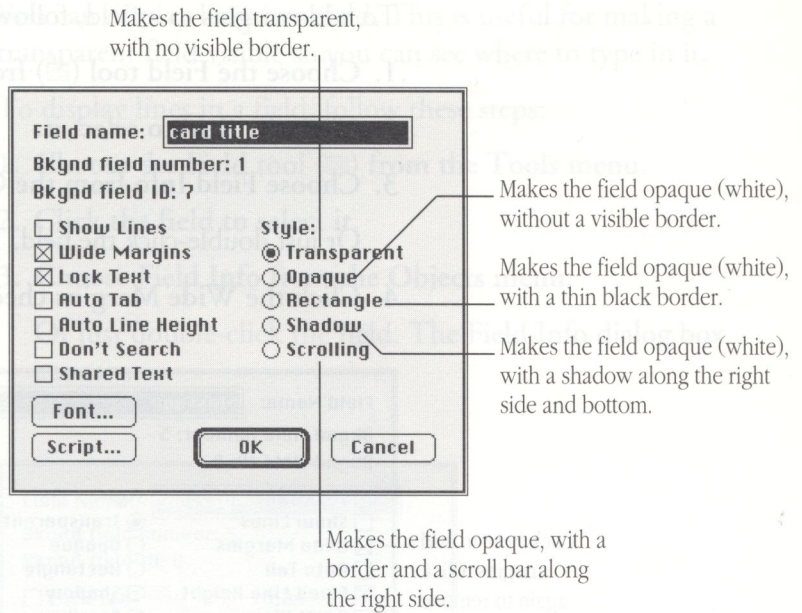 Makes the field transparent,
with no visible border.
Field name: card title
Bkgnd field number: 1
Bkgnd field ID: 7
Show Lines
Wide Margins
Lock Text
Auto Tab
Auto Line Height
Don't Search
Shared Text
Style:
Transparent
Opaque
Rectangle
Shadow
Scrolling
Font...
Script...
OK
Cancel
Makes the field opaque (white),
without a visible border.
Makes the field opaque (white),
with a thin black border.
Makes the field opaque (white),
with a shadow along the right
side and bottom.
Makes the field opaque, with a
border and a scroll bar along
the right side.